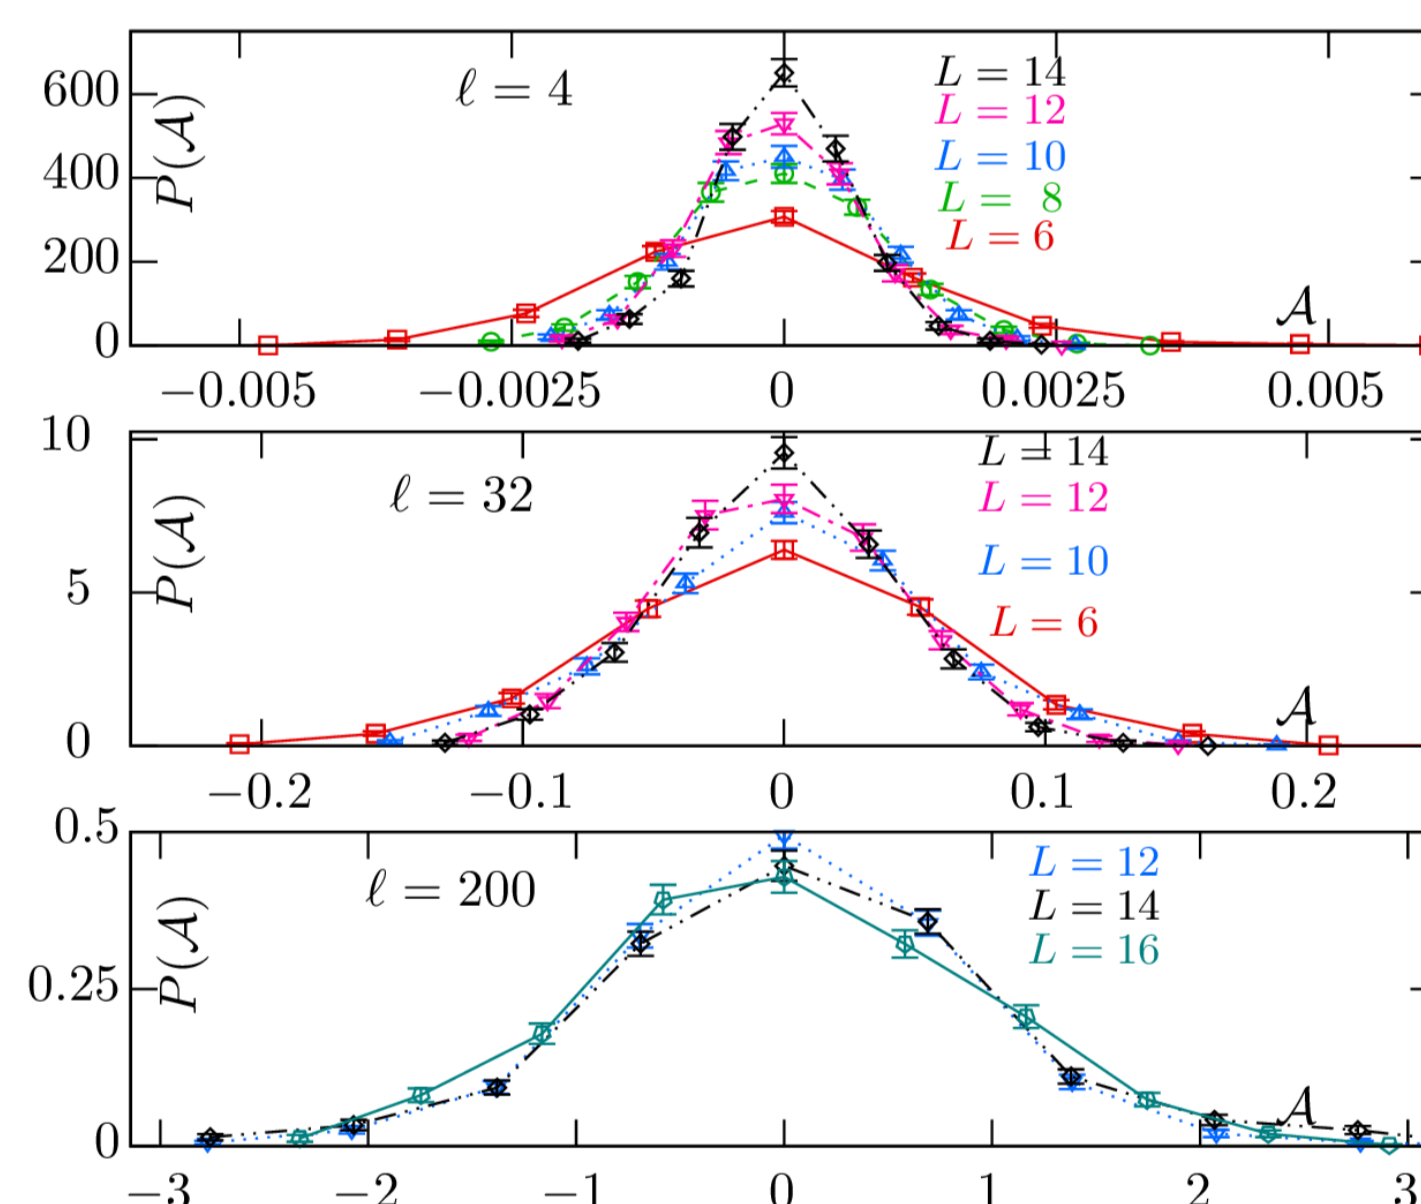 600
400
200
0
P(𝒜)
ℓ = 4
L = 14
L = 12
L = 10
L = 8
L = 6
𝒜
−0.005 −0.0025 0 0.0025 0.005
10
5
0
P(𝒜)
ℓ = 32
L = 14
L = 12
L = 10
L = 6
𝒜
−0.2 −0.1 0 0.1 0.2
0.5
0.25
0
P(𝒜)
ℓ = 200
L = 12
L = 14
L = 16
𝒜
−3 −2 −1 0 1 2 3